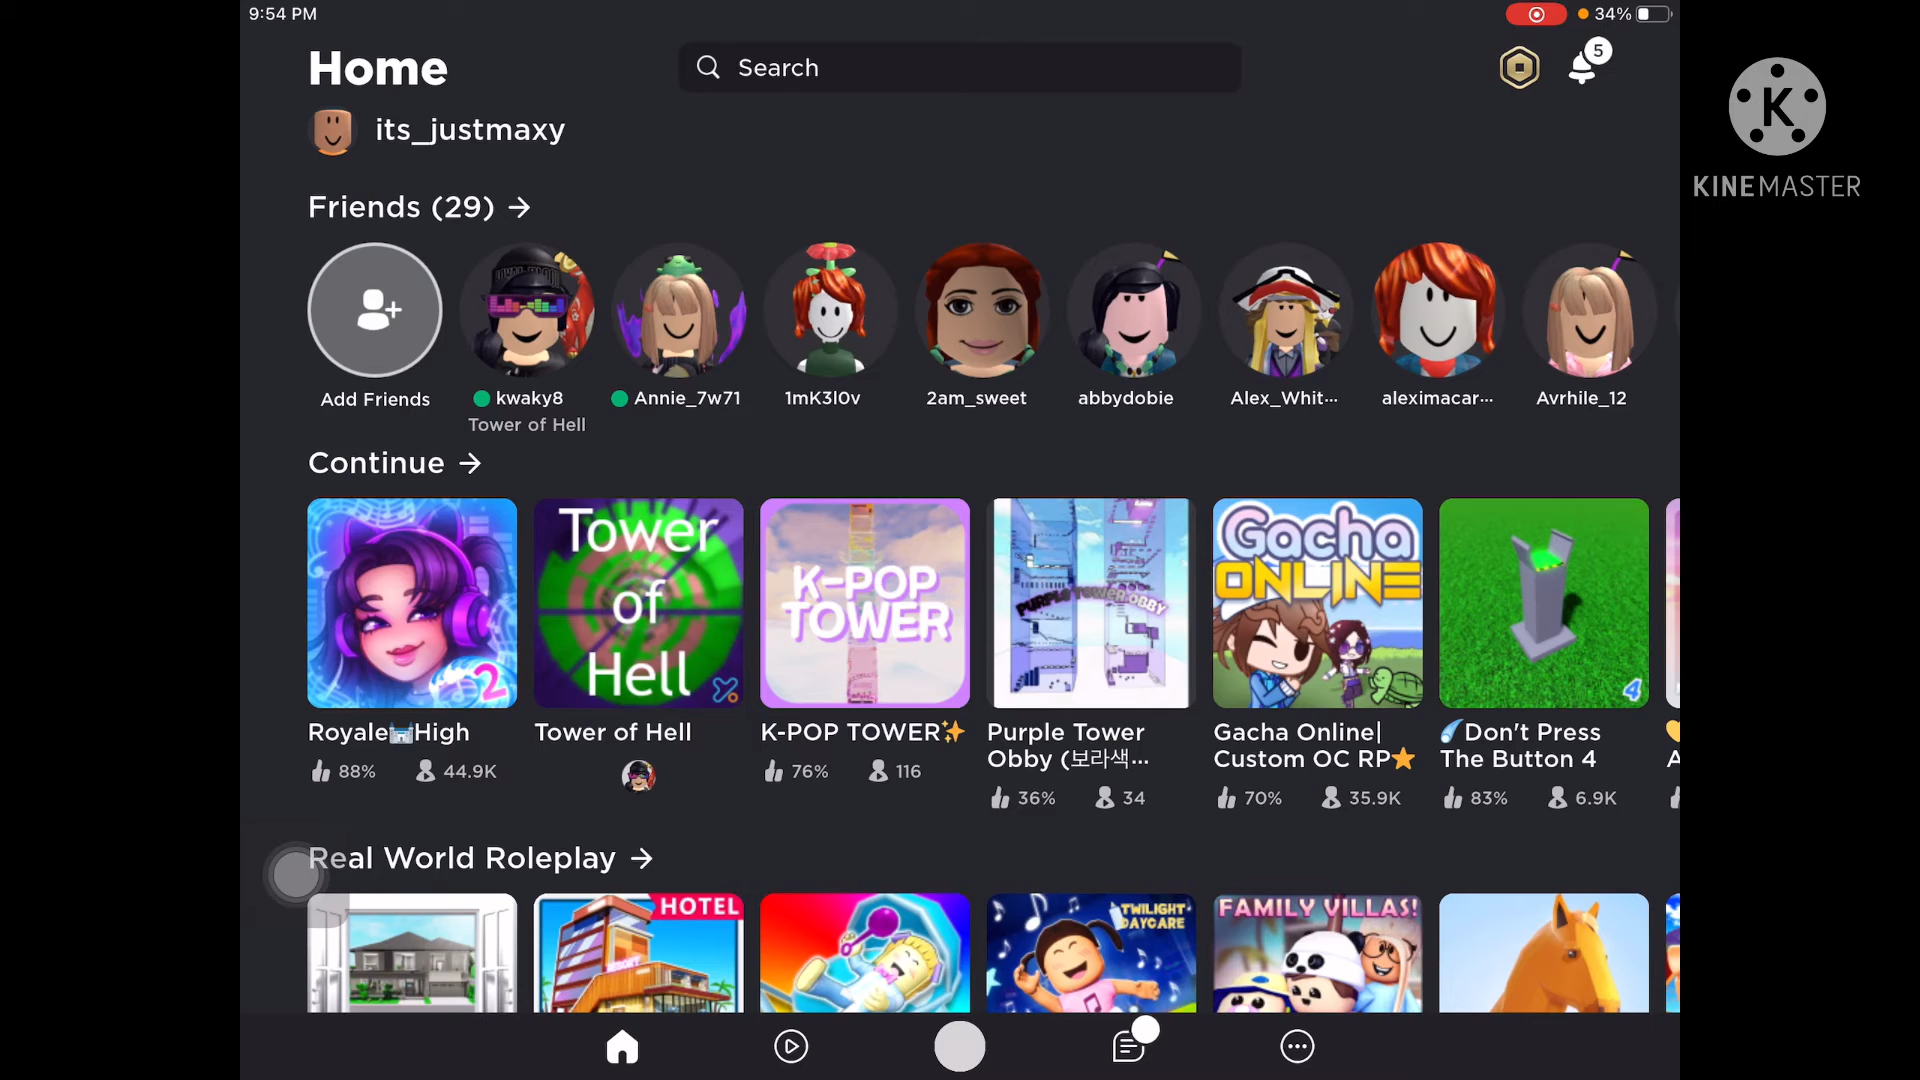 9:54 PM
34%
Home
Search
5
its_justmaxy
KINEMASTER
Friends (29) →
Add Friends
kwaky8
Tower of Hell
Annie_7w71
1mK3l0v
2am_sweet
abbydobie
Alex_Whit...
aleximacar...
Avrhile_12
Continue →
Tower
of
Hell
K-POP
TOWER
PURPLE TOWER OBBY
Gacha
ONLINE
2
4
Royale🏰High
88% 44.9K
Tower of Hell
K-POP TOWER✨
76% 116
Purple Tower
Obby (보라색...
36% 34
Gacha Online|
Custom OC RP⭐
70% 35.9K
Don't Press
The Button 4
83% 6.9K
Real World Roleplay →
HOTEL
TWILIGHT
DAYCARE
FAMILY VILLAS!